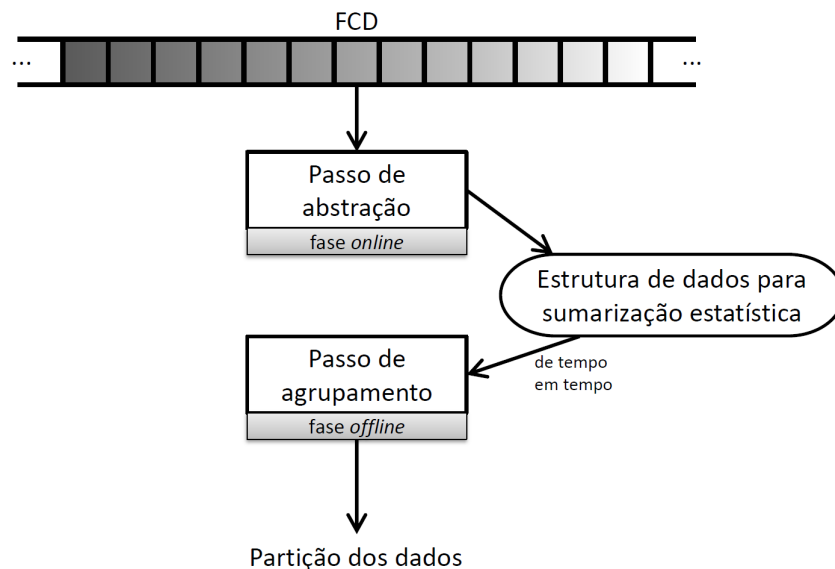 FCD
... ...
Passo de
abstração
fase online
Estrutura de dados para
sumarização estatística
de tempo
em tempo
Passo de
agrupamento
fase offline
Partição dos dados